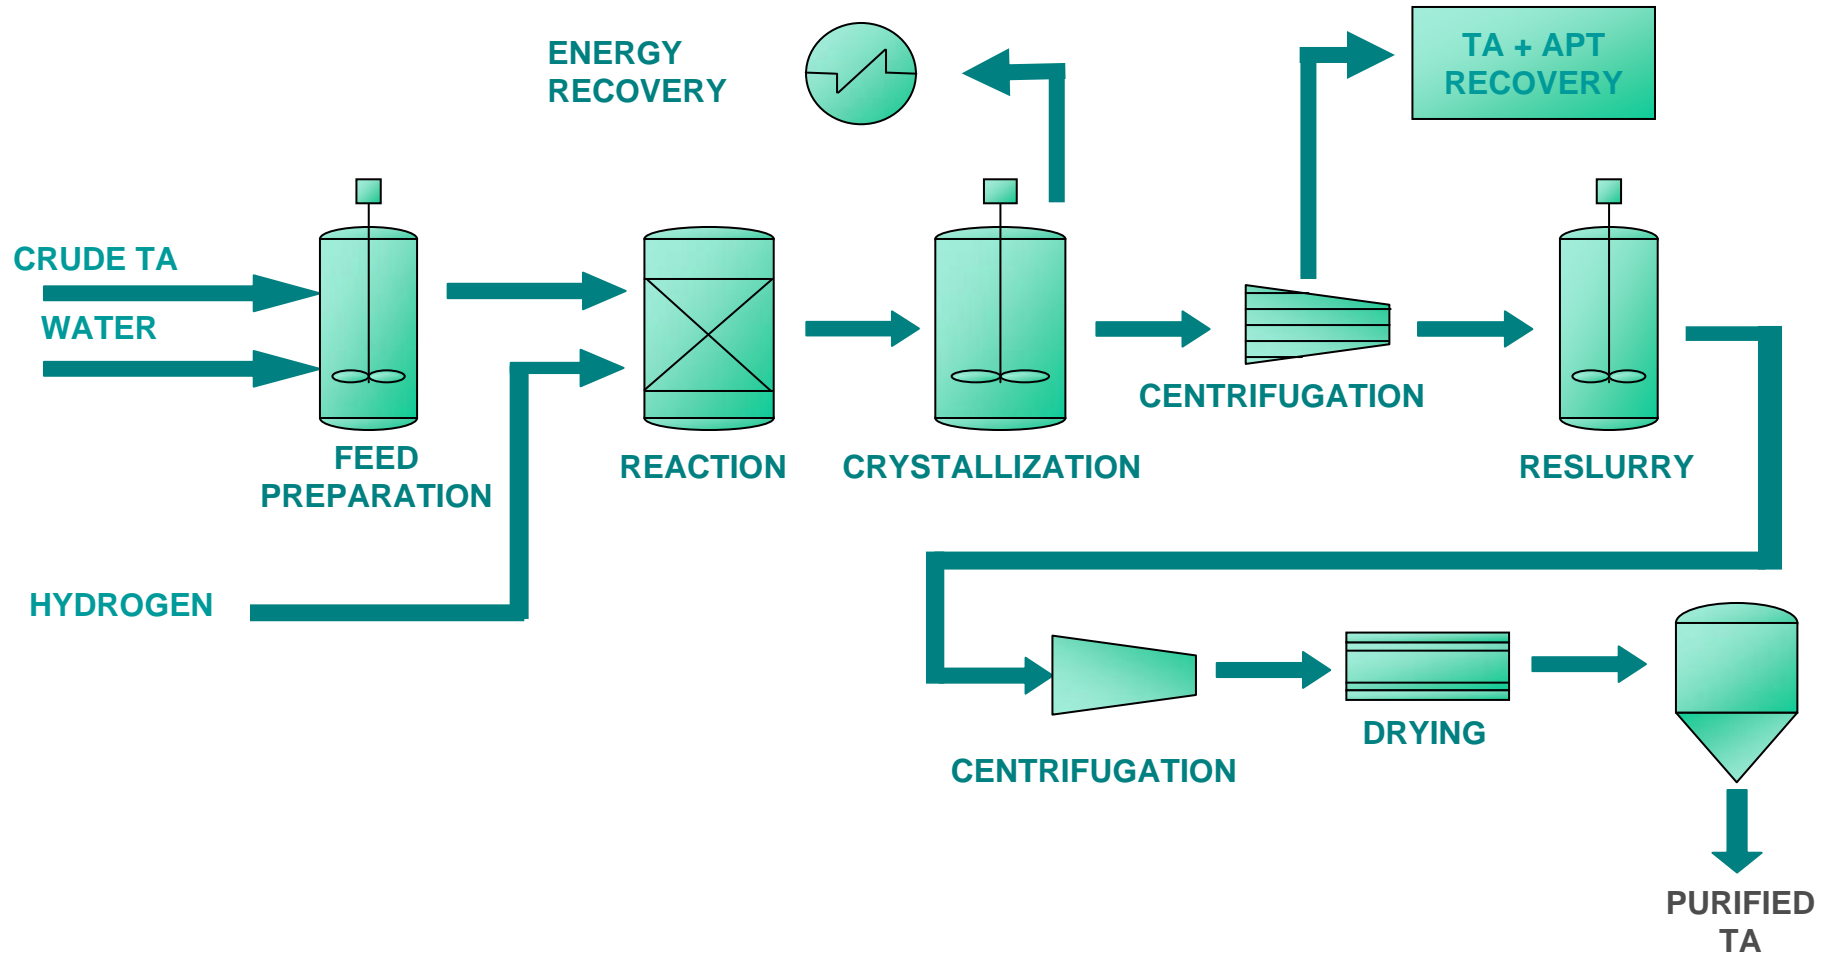 ENERGY
RECOVERY
TA + APT
RECOVERY
CRUDE TA
WATER
FEED
PREPARATION
REACTION
CRYSTALLIZATION
CENTRIFUGATION
RESLURRY
HYDROGEN
CENTRIFUGATION
DRYING
PURIFIED
TA